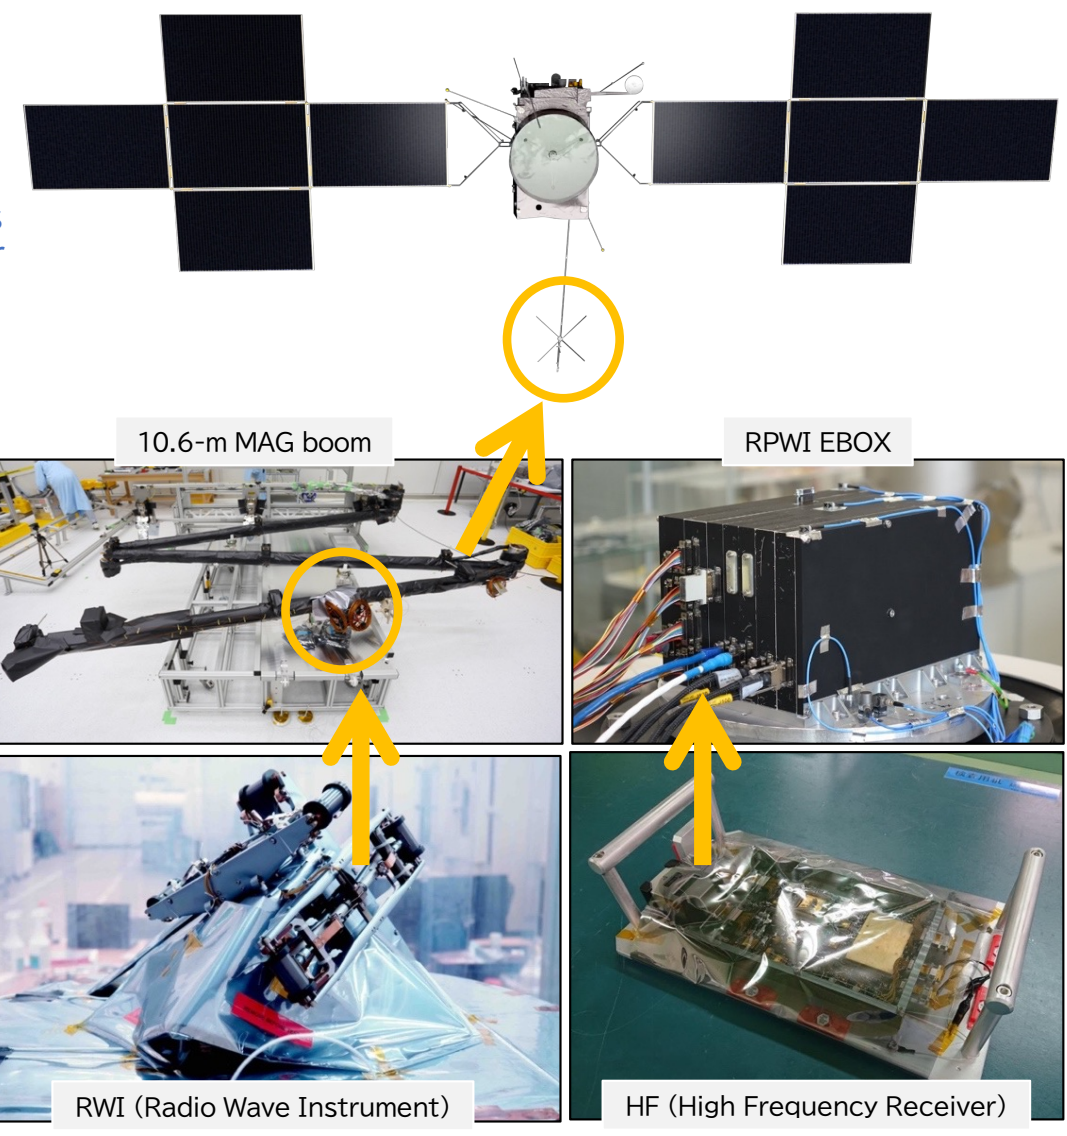 10.6-m MAG boom
RPWI EBOX
RWI (Radio Wave Instrument)
HF (High Frequency Receiver)